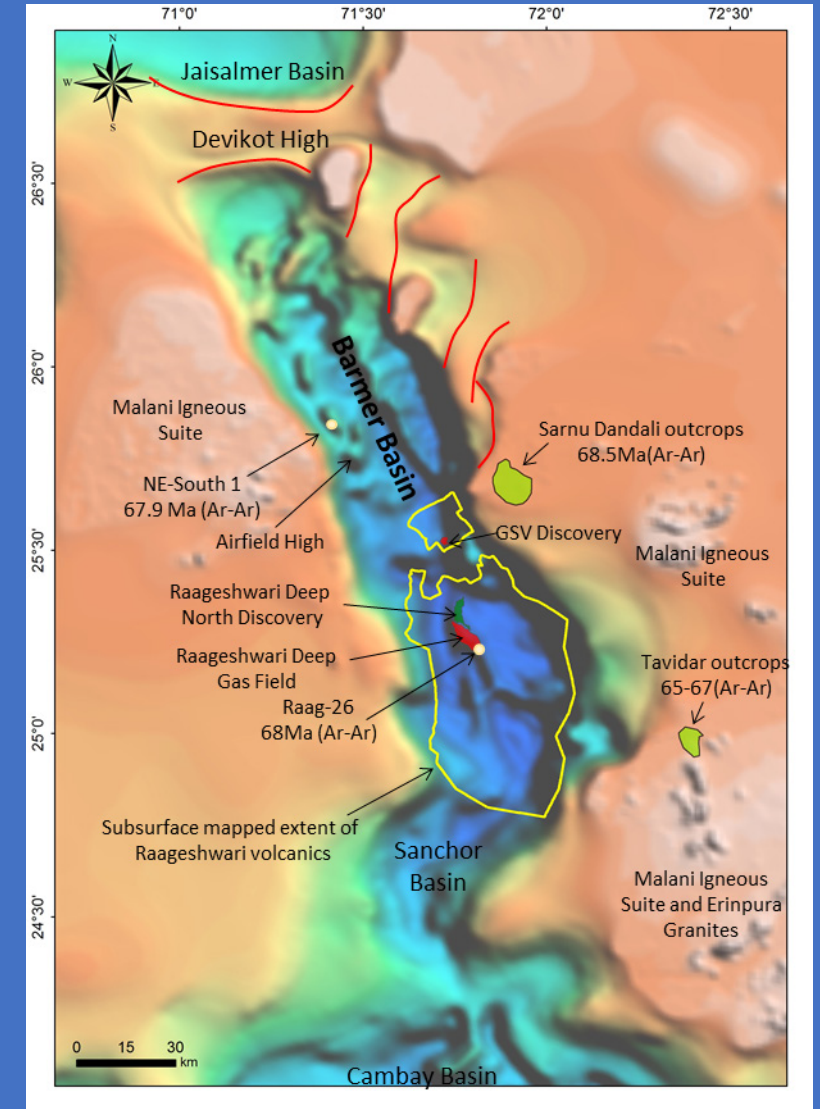 71°0'
71°30'
72°0'
72°30'
N
W
E
S
Jaisalmer Basin
Devikot High
26°30'
26°0'
25°30'
25°0'
24°30'
Barmer Basin
Malani Igneous
Suite
NE-South 1
67.9 Ma (Ar-Ar)
Airfield High
Sarnu Dandali outcrops
68.5Ma(Ar-Ar)
GSV Discovery
Malani Igneous
Suite
Raageshwari Deep
North Discovery
Raageshwari Deep
Gas Field
Raag-26
68Ma (Ar-Ar)
Tavidar outcrops
65-67(Ar-Ar)
Subsurface mapped extent of
Raageshwari volcanics
Sanchor
Basin
Malani Igneous
Suite and Erinpura
Granites
0 15 30
km
Cambay Basin